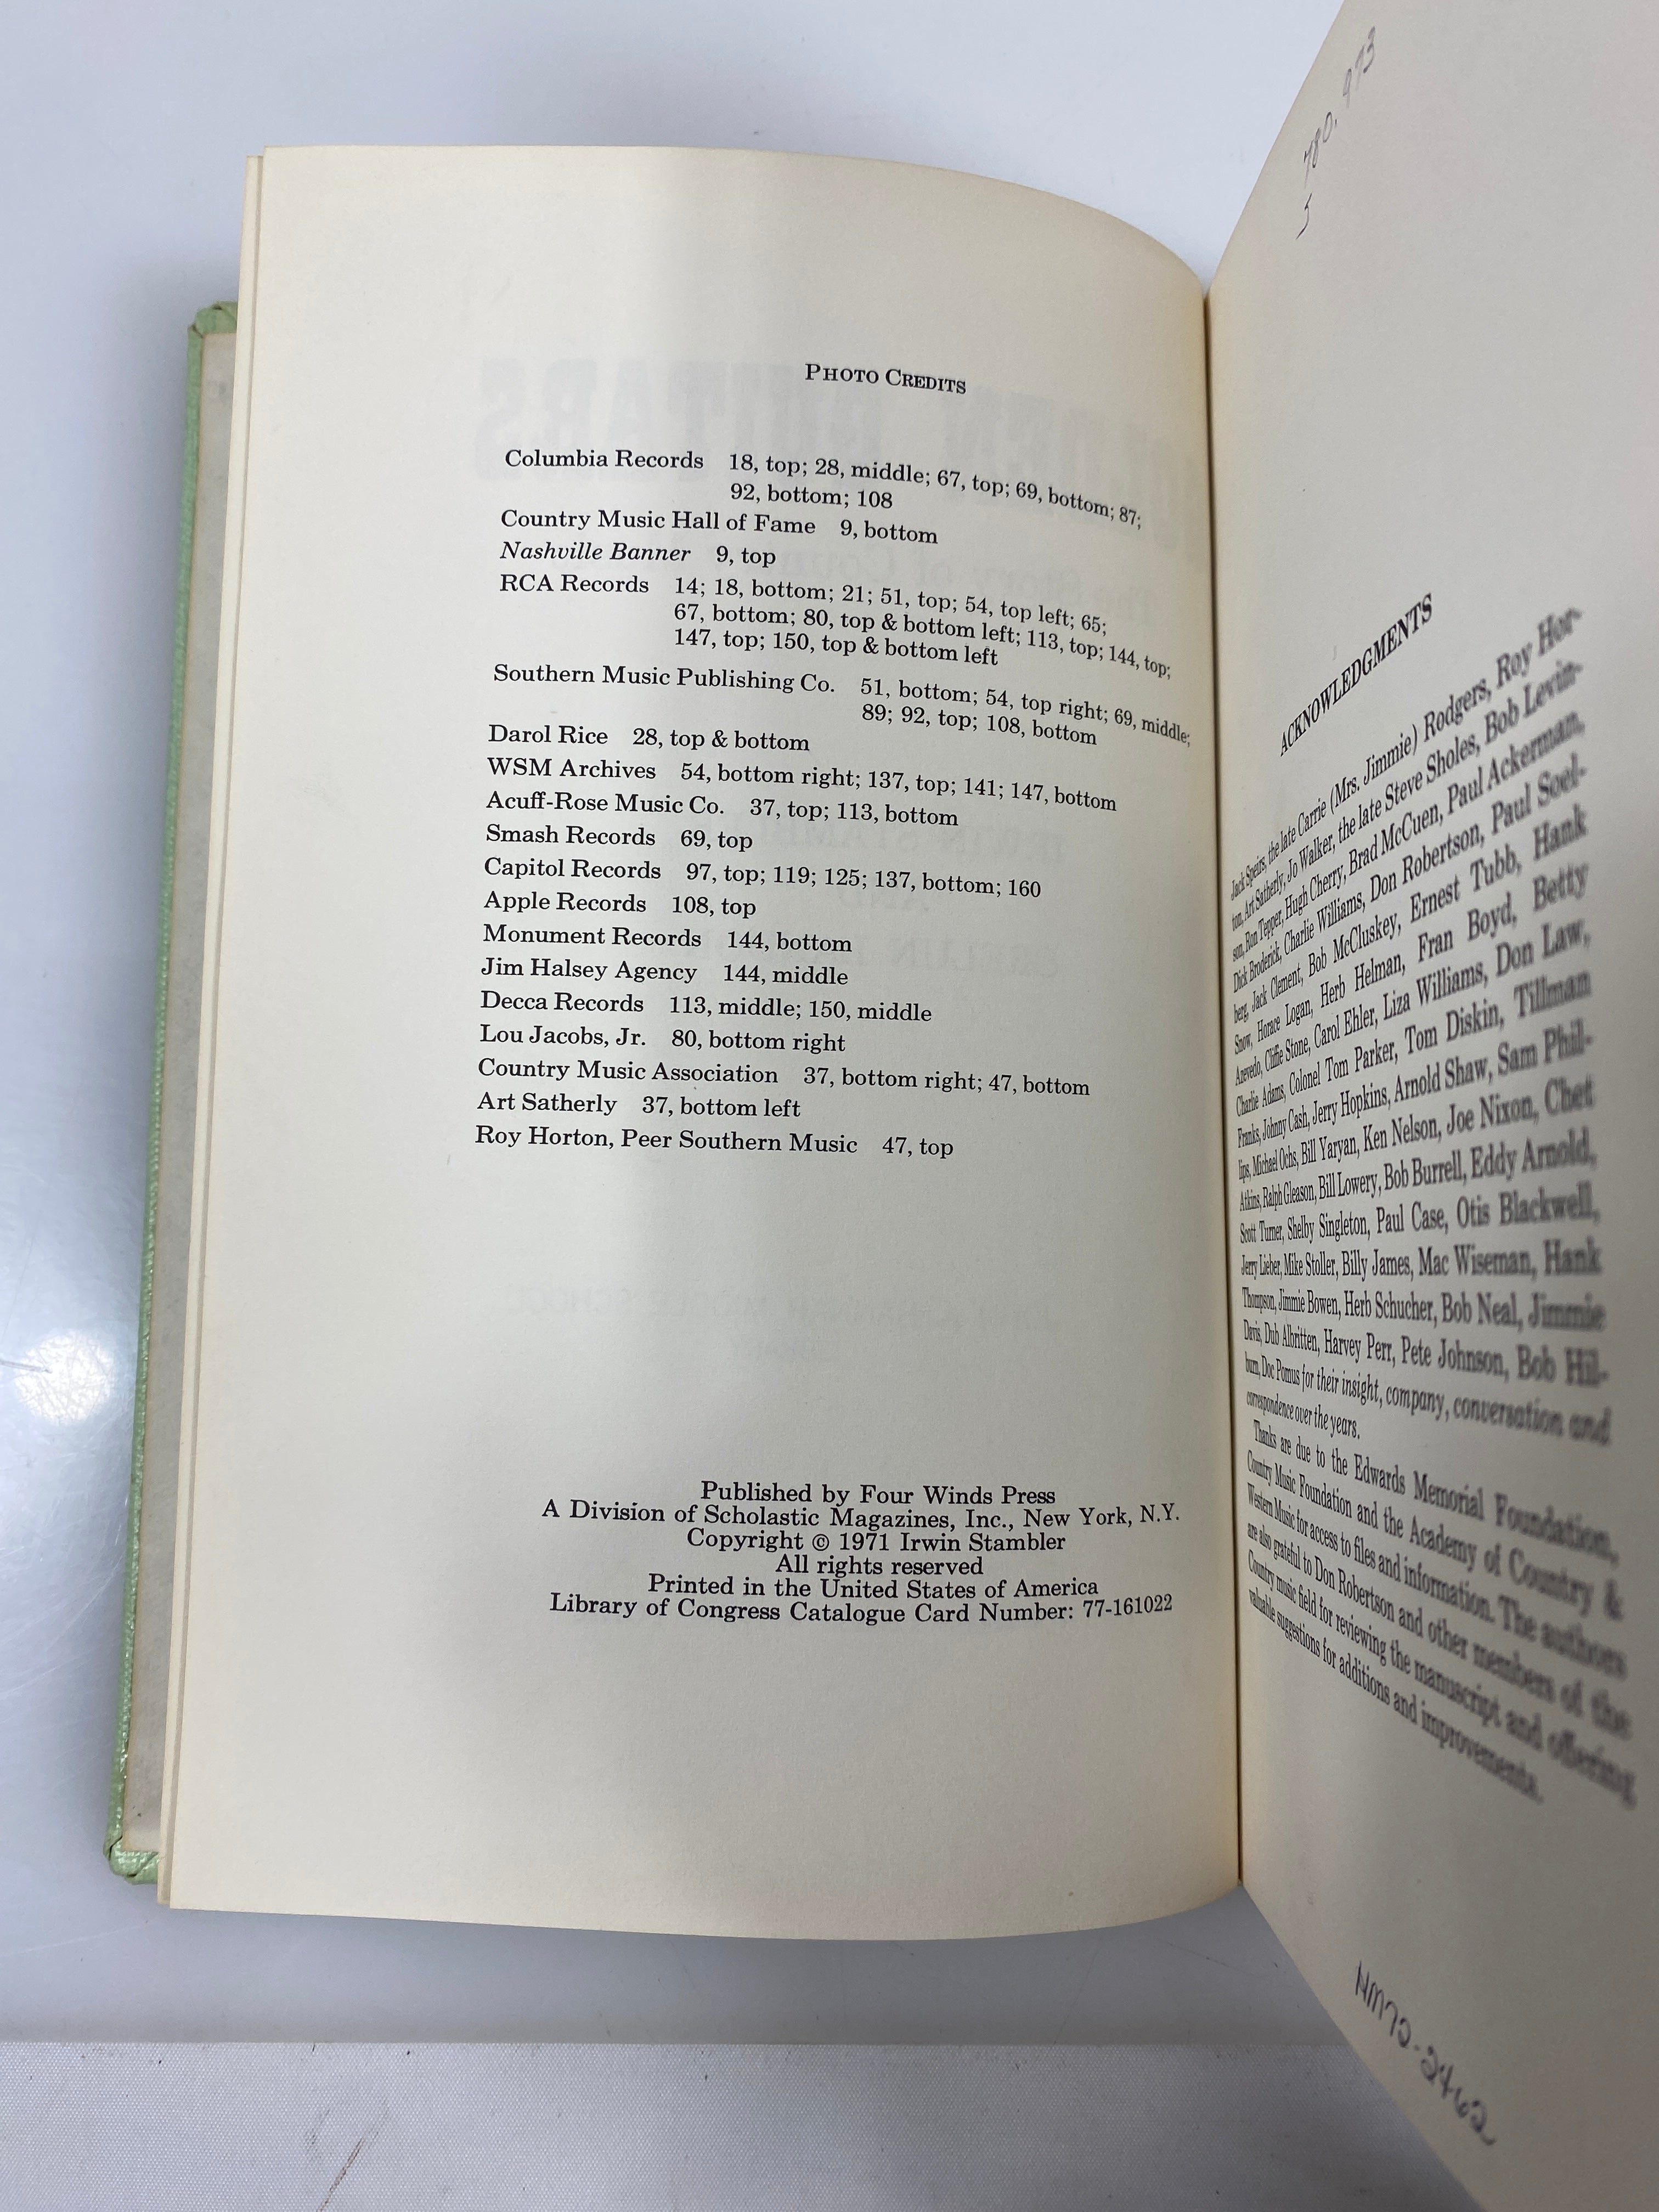 PHOTO CREDITS
Columbia Records 18, top; 28, middle; 67, top; 69, bottom; 87;
92, bottom; 108
Country Music Hall of Fame 9, bottom
Nashville Banner 9, top
RCA Records 14; 18, bottom; 21; 51, top; 54, top left; 65;
67, bottom; 80, top & bottom left; 113, top; 144, top;
147, top; 150, top & bottom left
Southern Music Publishing Co. 51, bottom; 54, top right; 69, middle;
89; 92, top; 108, bottom
Darol Rice 28, top & bottom
WSM Archives 54, bottom right; 137, top; 141; 147, bottom
Acuff-Rose Music Co. 37, top; 113, bottom
Smash Records 69, top
Capitol Records 97, top; 119; 125; 137, bottom; 160
Apple Records 108, top
Monument Records 144, bottom
Jim Halsey Agency 144, middle
Decca Records 113, middle; 150, middle
Lou Jacobs, Jr. 80, bottom right
Country Music Association 37, bottom right; 47, bottom
Art Satherly 37, bottom left
Roy Horton, Peer Southern Music 47, top
Published by Four Winds Press
A Division of Scholastic Magazines, Inc., New York, N.Y.
Copyright © 1971 Irwin Stambler
All rights reserved
Printed in the United States of America
Library of Congress Catalogue Card Number: 77-161022
780.973
S
ACKNOWLEDGMENTS
Jack Speirs, the late Carrie (Mrs. Jimmie) Rodgers, Roy Hor-
ton, Art Satherly, Jo Walker, the late Steve Sholes, Bob Levin-
son, Ron Tepper, Hugh Cherry, Brad McCuen, Paul Ackerman,
Dick Broderick, Charlie Williams, Don Robertson, Paul Soel-
berg, Jack Clement, Bob McCluskey, Ernest Tubb, Hank
Snow, Horace Logan, Herb Helman, Fran Boyd, Betty
Azevedo, Cliffie Stone, Carol Ehler, Liza Williams, Don Law,
Charlie Adams, Colonel Tom Parker, Tom Diskin, Tillman
Franks, Johnny Cash, Jerry Hopkins, Arnold Shaw, Sam Phil-
lips, Michael Ochs, Bill Yaryan, Ken Nelson, Joe Nixon, Chet
Atkins, Ralph Gleason, Bill Lowery, Bob Burrell, Eddy Arnold,
Scott Turner, Shelby Singleton, Paul Case, Otis Blackwell,
Jerry Lieber, Mike Stoller, Billy James, Mac Wiseman, Hank
Thompson, Jimmie Bowen, Herb Schucher, Bob Neal, Jimmie
Davis, Dub Albritten, Harvey Perr, Pete Johnson, Bob Hil-
burn, Doc Pomus for their insight, company, conversation and
correspondence over the years.
Thanks are due to the Edwards Memorial Foundation,
Country Music Foundation and the Academy of Country &
Western Music for access to files and information. The authors
are also grateful to Don Robertson and other members of the
Country music field for reviewing the manuscript and offering
valuable suggestions for additions and improvements.